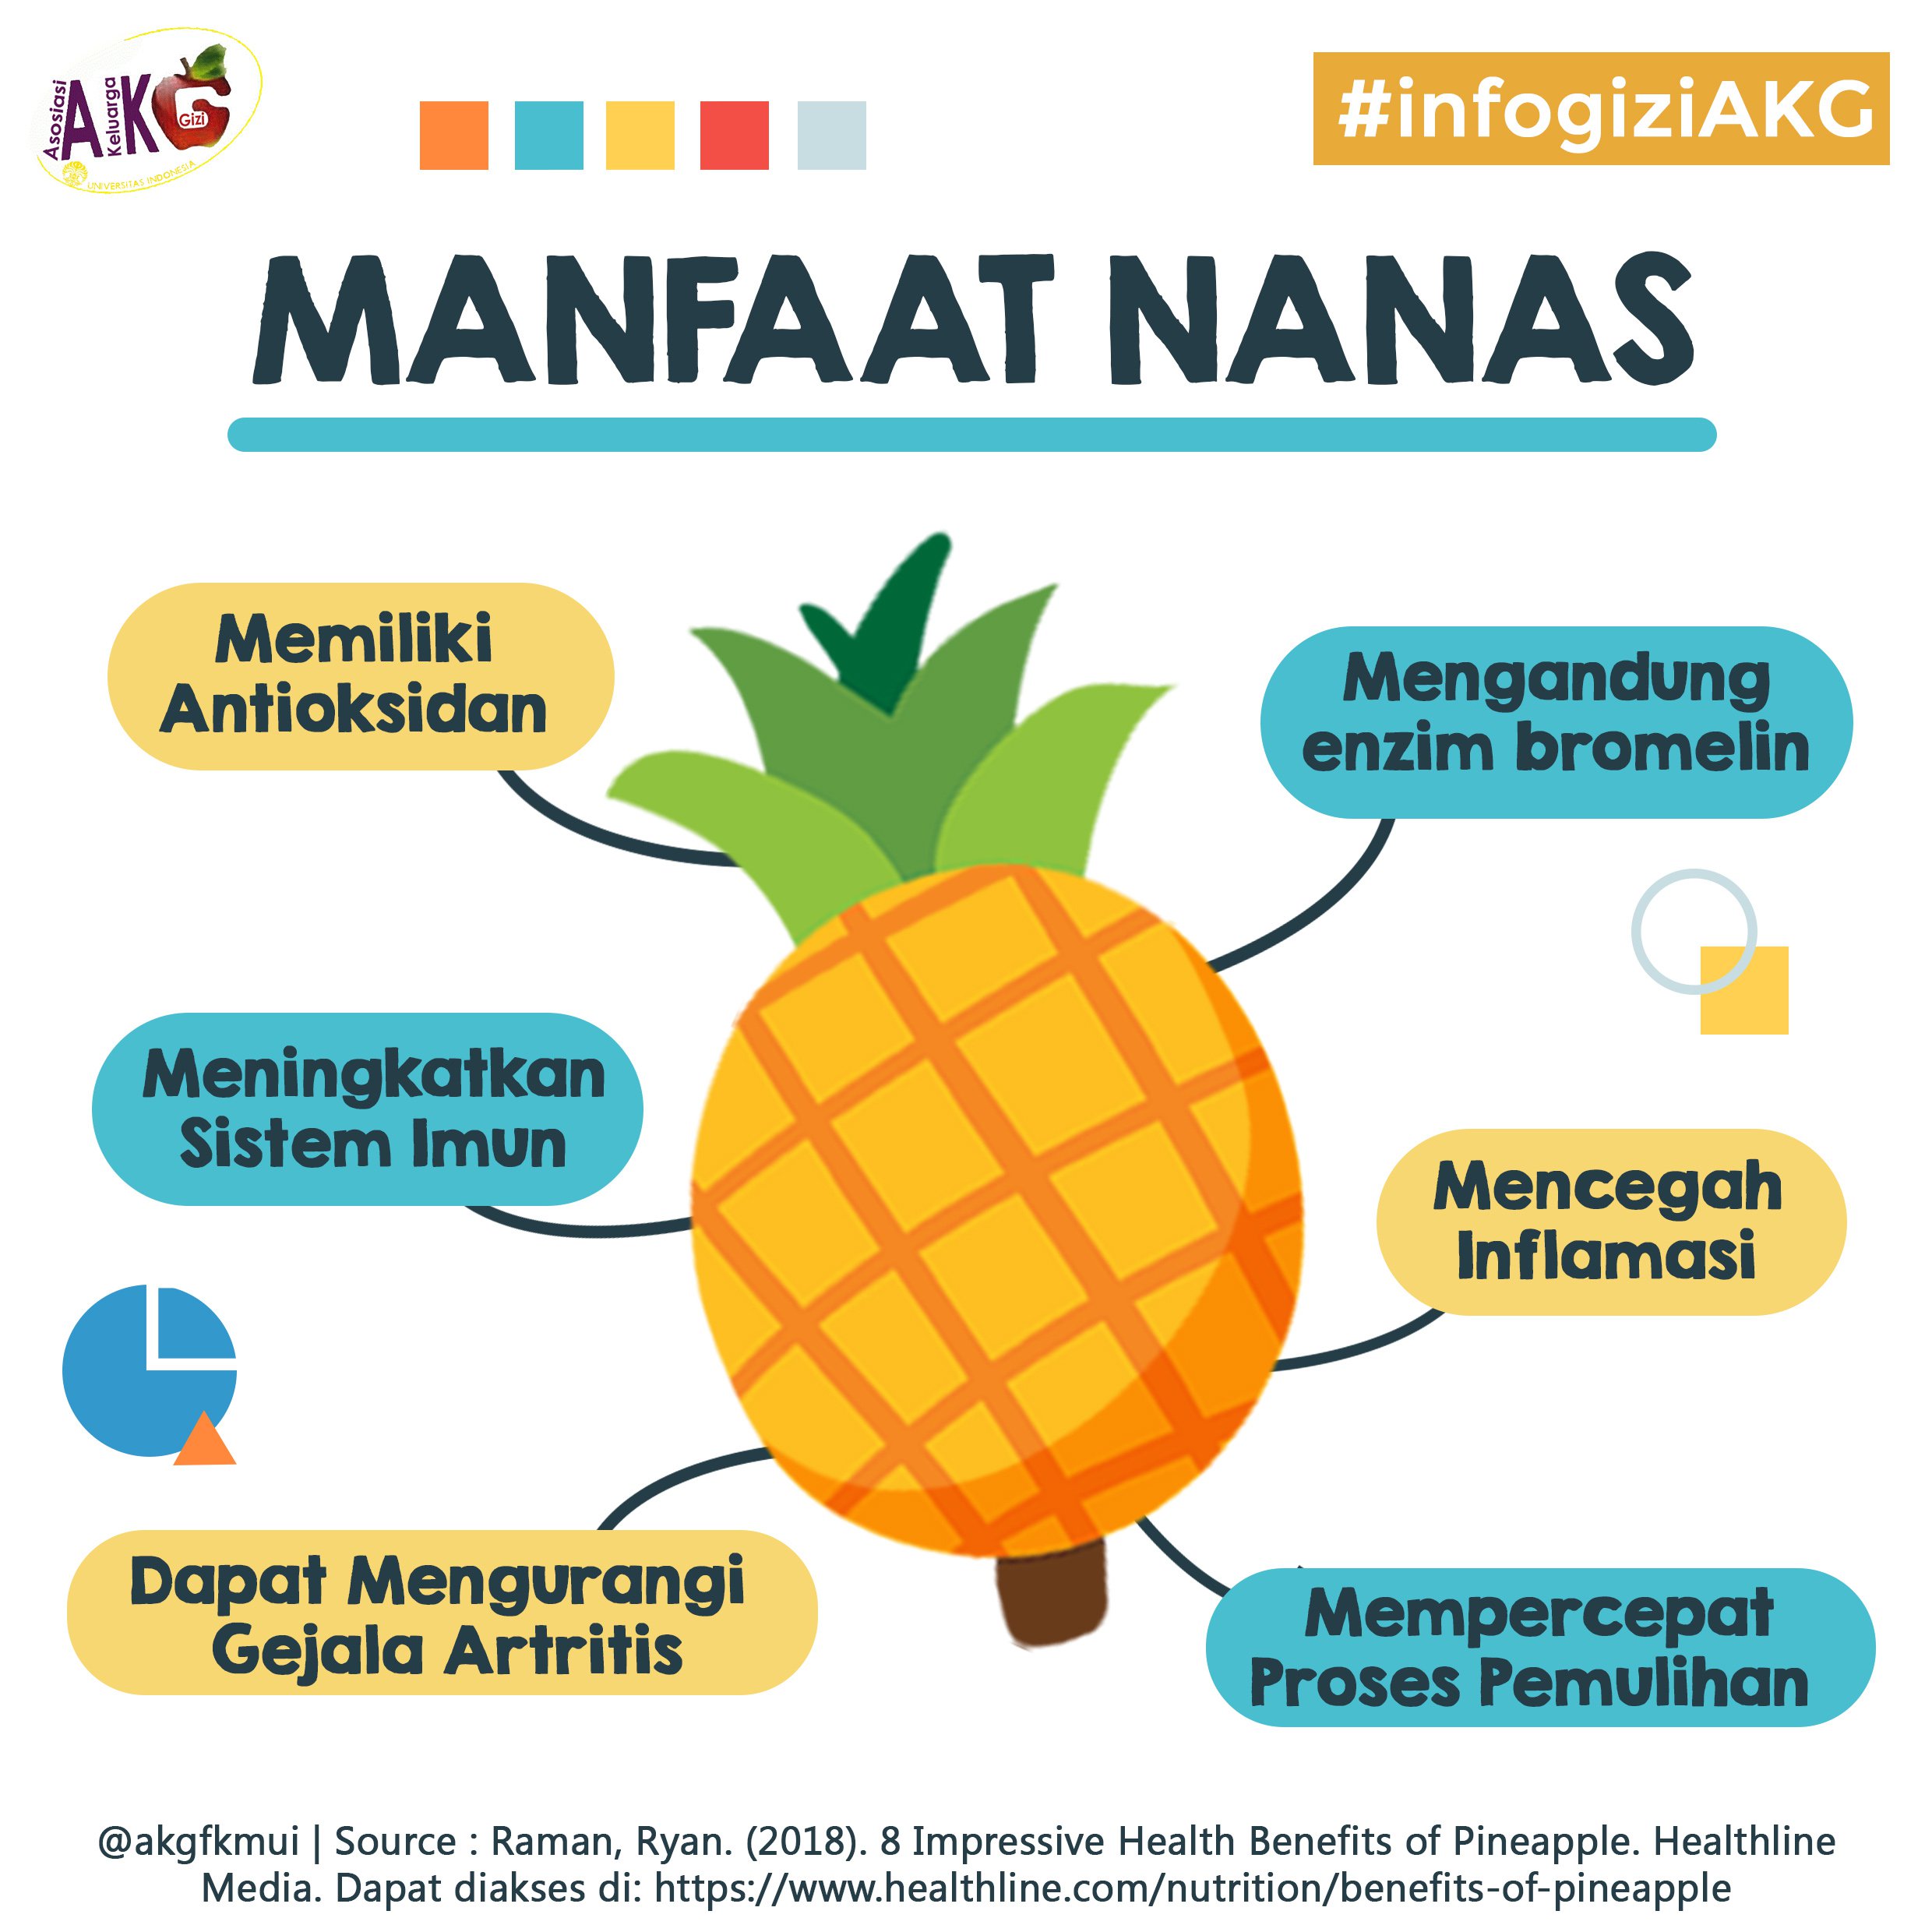 Asosiasi
AKG
Keluarga
Gizi
UNIVERSITAS INDONESIA
#infogiziAKG
MANFAAT NANAS
Memiliki
Antioksidan
Mengandung
enzim bromelin
Meningkatkan
Sistem Imun
Mencegah
Inflamasi
Dapat Mengurangi
Gejala Artritis
Mempercepat
Proses Pemulihan
@akgfkmui | Source : Raman, Ryan. (2018). 8 Impressive Health Benefits of Pineapple. Healthline
Media. Dapat diakses di: https://www.healthline.com/nutrition/benefits-of-pineapple